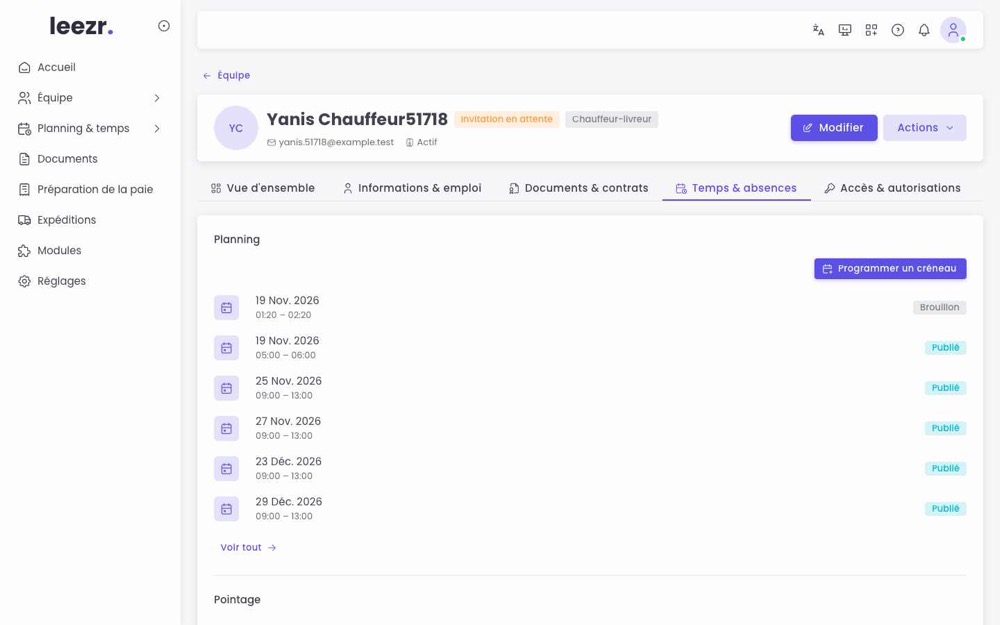 leezr.
Accueil
Équipe
Planning & temps
Documents
Préparation de la paie
Expéditions
Modules
Réglages
← Équipe
YC
Yanis Chauffeur51718
Invitation en attente
Chauffeur-livreur
yanis.51718@example.test
Actif
Modifier
Actions
Vue d'ensemble
Informations & emploi
Documents & contrats
Temps & absences
Accès & autorisations
Planning
Programmer un créneau
19 Nov. 2026
01:20 – 02:20
Brouillon
19 Nov. 2026
05:00 – 06:00
Publié
25 Nov. 2026
09:00 – 13:00
Publié
27 Nov. 2026
09:00 – 13:00
Publié
23 Déc. 2026
09:00 – 13:00
Publié
29 Déc. 2026
09:00 – 13:00
Publié
Voir tout →
Pointage